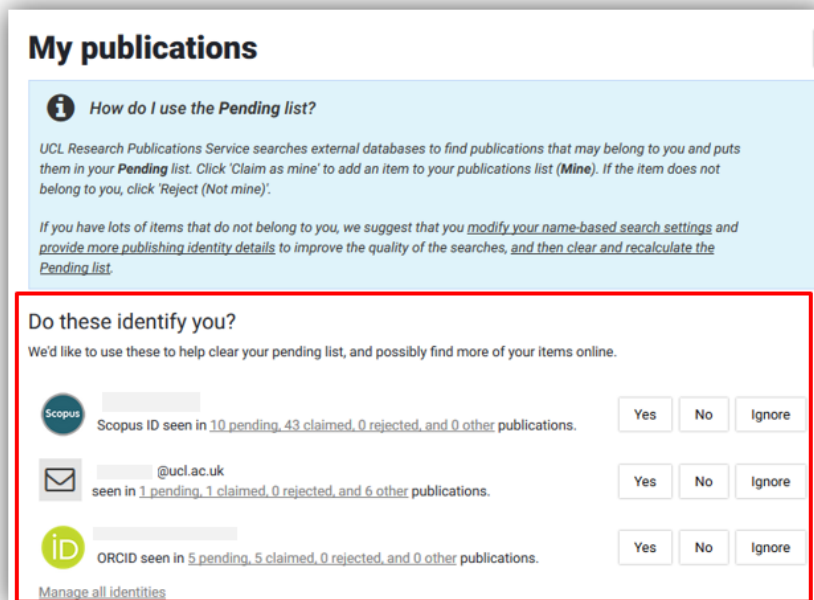 My publications
How do I use the Pending list?
UCL Research Publications Service searches external databases to find publications that may belong to you and puts
them in your Pending list. Click 'Claim as mine' to add an item to your publications list (Mine). If the item does not
belong to you, click 'Reject (Not mine)'.
If you have lots of items that do not belong to you, we suggest that you modify your name-based search settings and
provide more publishing identity details to improve the quality of the searches, and then clear and recalculate the
Pending list.
Do these identify you?
We'd like to use these to help clear your pending list, and possibly find more of your items online.
Scopus
Scopus ID seen in 10 pending, 43 claimed, 0 rejected, and 0 other publications.
Yes No Ignore
@ucl.ac.uk
seen in 1 pending, 1 claimed, 0 rejected, and 6 other publications.
Yes No Ignore
iD
ORCID seen in 5 pending, 5 claimed, 0 rejected, and 0 other publications.
Yes No Ignore
Manage all identities